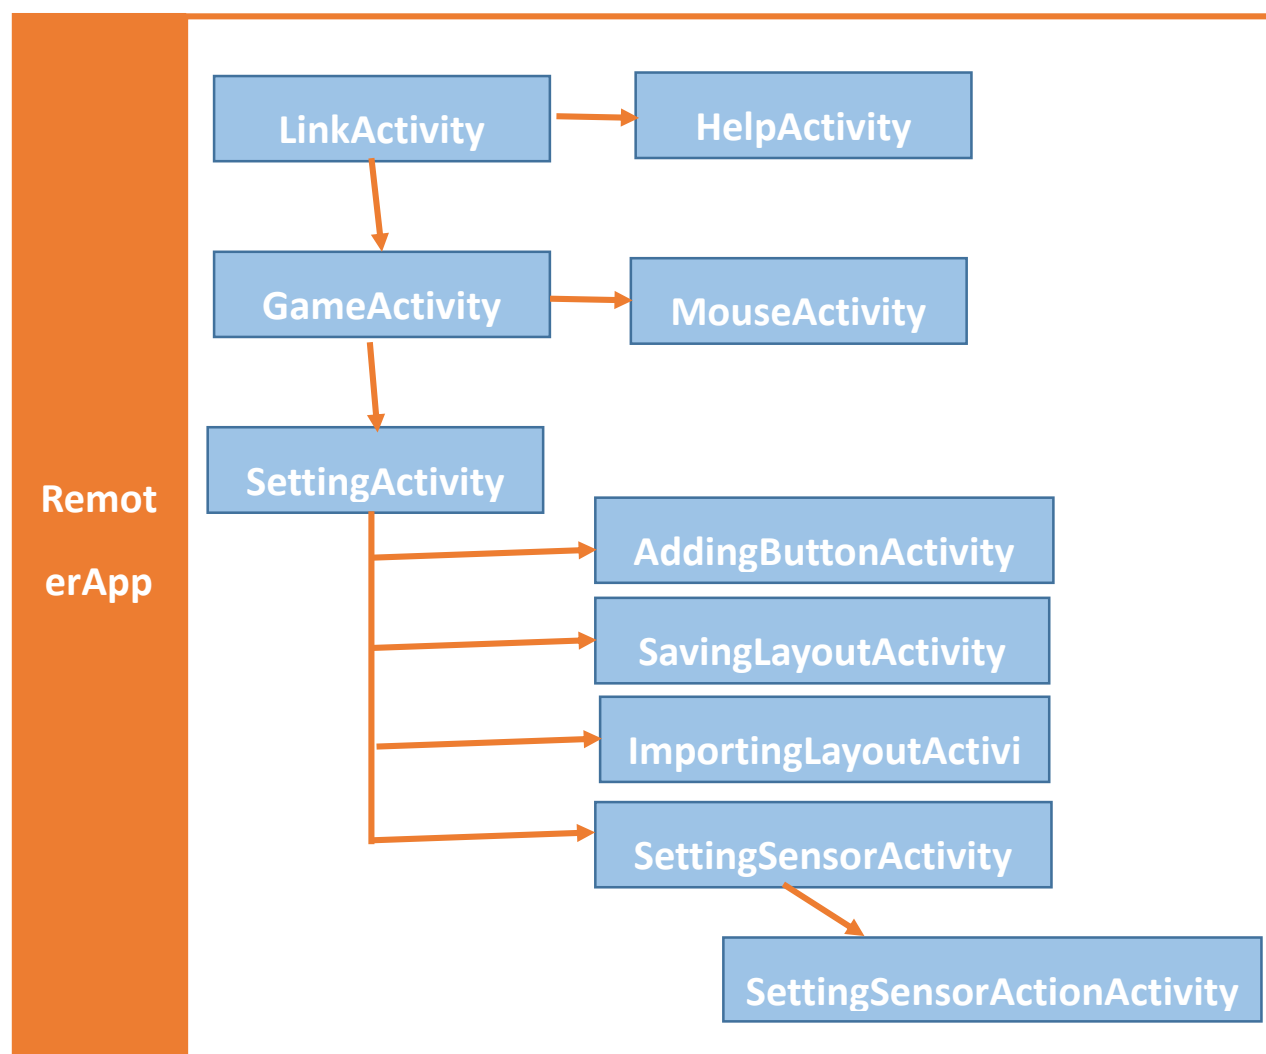 Remot
erApp
LinkActivity
HelpActivity
GameActivity
MouseActivity
SettingActivity
AddingButtonActivity
SavingLayoutActivity
ImportingLayoutActivi
SettingSensorActivity
SettingSensorActionActivity